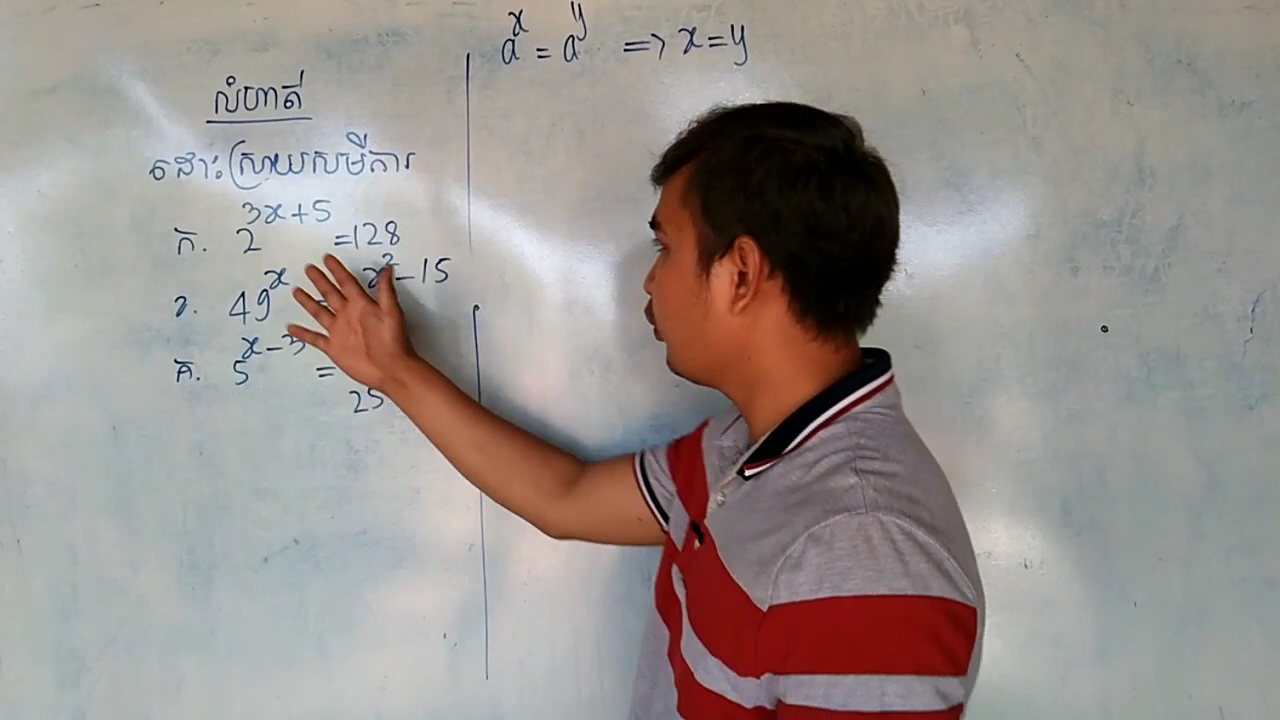 a^x = a^y => x = y
លំហាត់
ដោះស្រាយសមីការ
ក. 2^{3x+5} = 128
ខ. 49^x x^2-15
គ. 5^{x-3} =
25